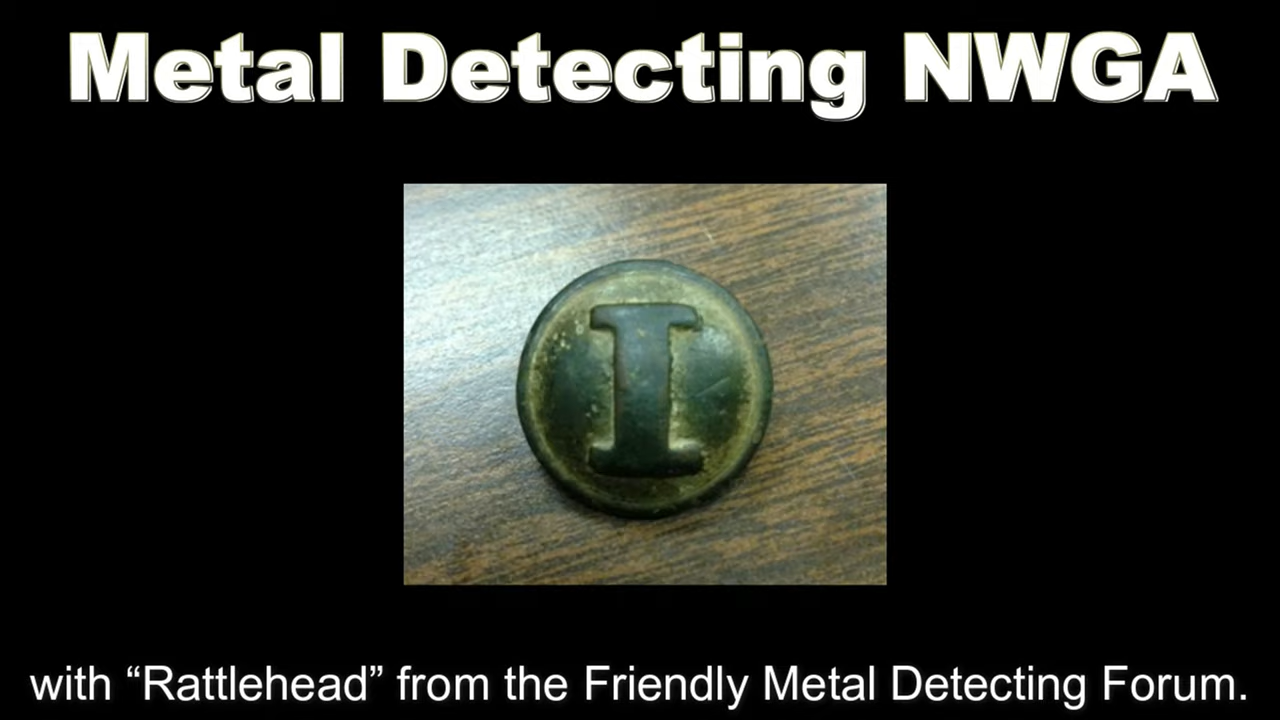 Metal Detecting NWGA
I
with “Rattlehead” from the Friendly Metal Detecting Forum.